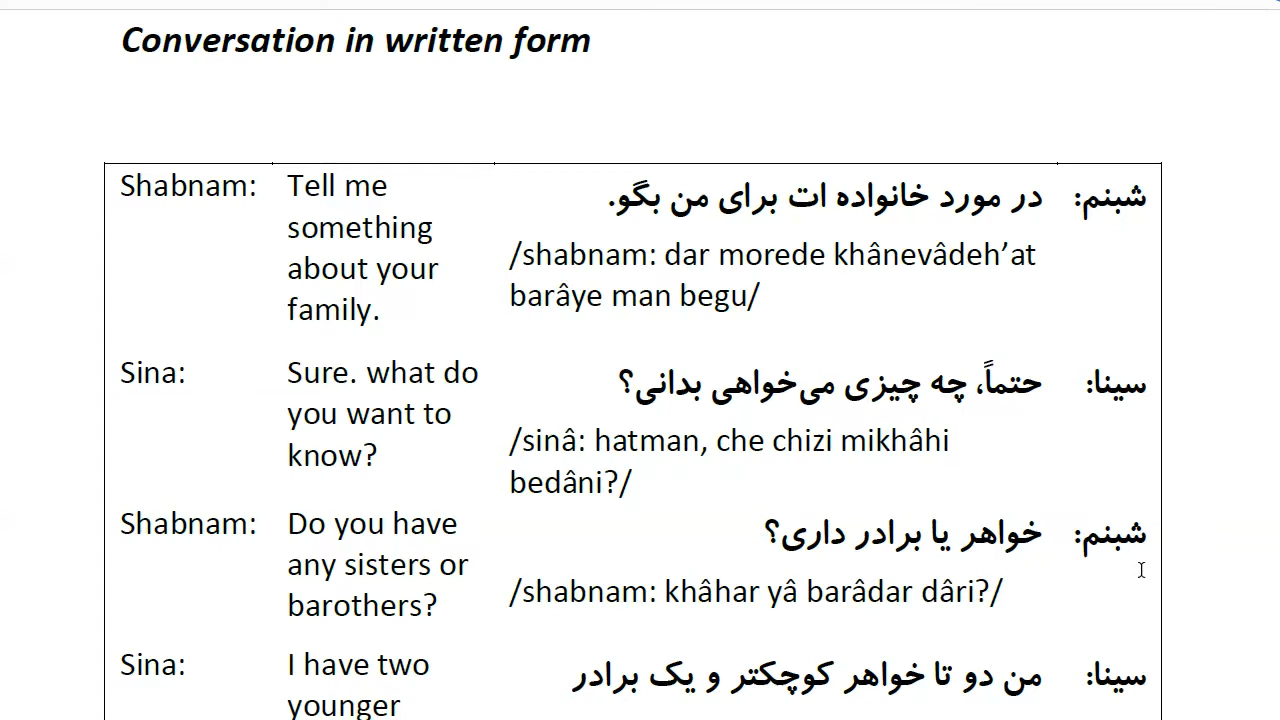 Conversation in written form
Shabnam:
Tell me
something
about your
family.
در مورد خانواده ات برای من بگو.
/shabnam: dar morede khânevâdeh’at
barâye man begu/
شبنم:
Sina:
Sure. what do
you want to
know?
حتماً، چه چیزی می‌خواهی بدانی؟
/sinâ: hatman, che chizi mikhâhi
bedâni?/
سینا:
Shabnam:
Do you have
any sisters or
barothers?
خواهر یا برادر داری؟
/shabnam: khâhar yâ barâdar dâri?/
شبنم:
Sina:
I have two
younger
من دو تا خواهر کوچکتر و یک برادر
سینا: